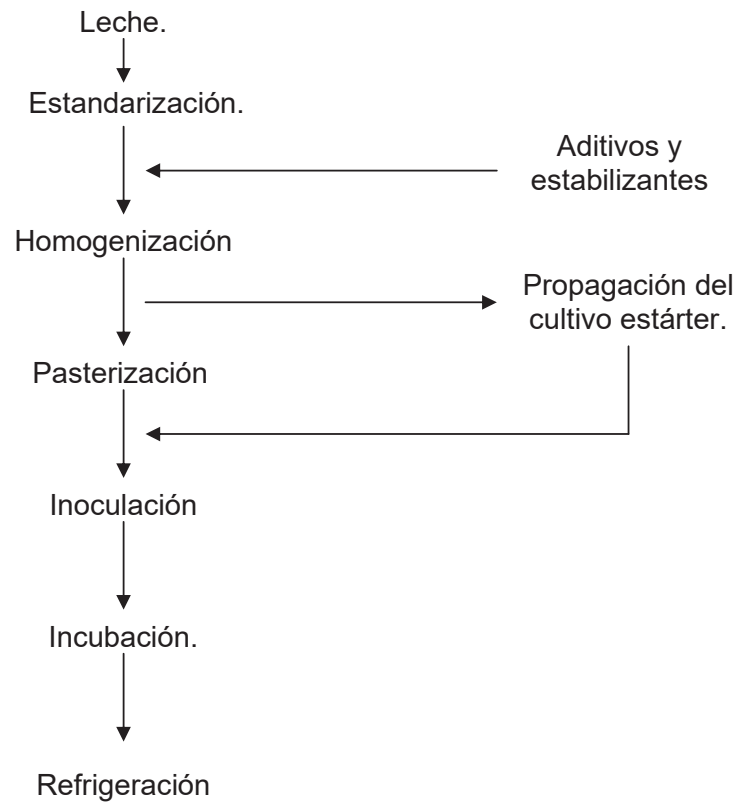 Leche.
Estandarización.
Aditivos y
estabilizantes
Homogenización
Propagación del
cultivo estárter.
Pasterización
Inoculación
Incubación.
Refrigeración